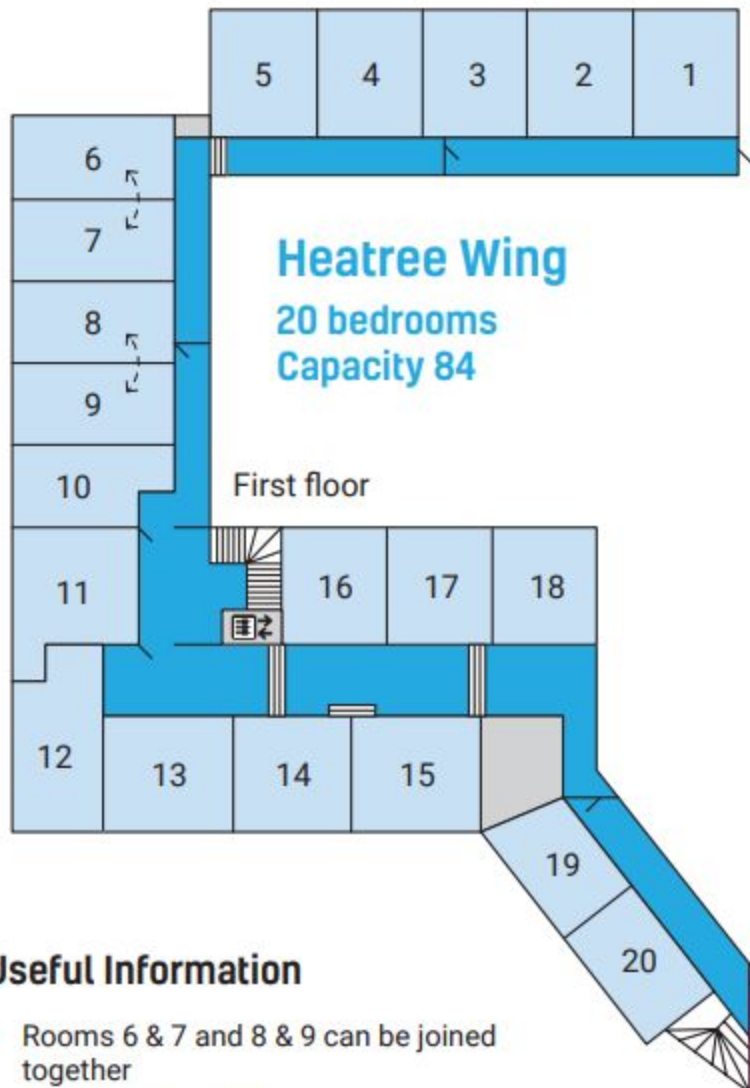 5 4 3 2 1
6
7
8
9
10
11
12
Heatree Wing
20 bedrooms
Capacity 84
First floor
16 17 18
13 14 15
19
20
Useful Information
Rooms 6 & 7 and 8 & 9 can be joined
together